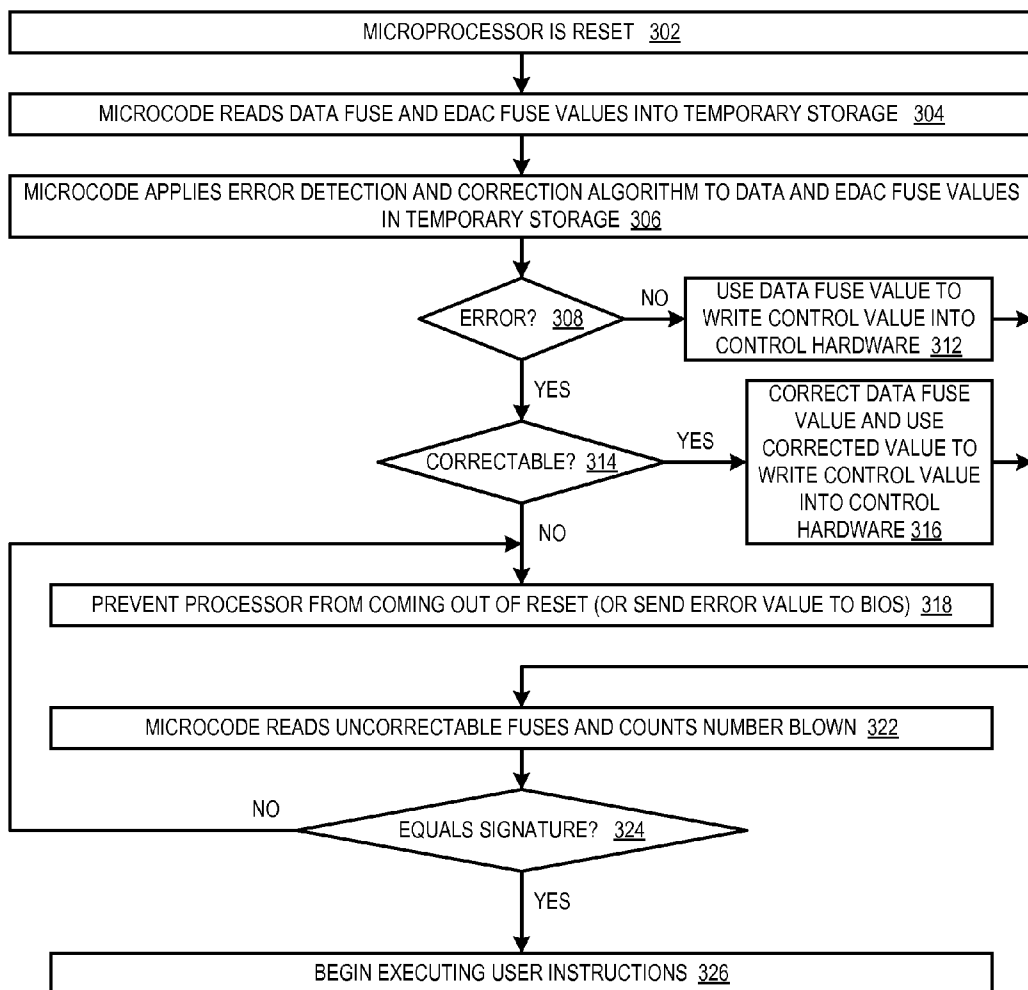 MICROPROCESSOR IS RESET 302
MICROCODE READS DATA FUSE AND EDAC FUSE VALUES INTO TEMPORARY STORAGE 304
MICROCODE APPLIES ERROR DETECTION AND CORRECTION ALGORITHM TO DATA AND EDAC FUSE VALUES
IN TEMPORARY STORAGE 306
ERROR? 308
NO
USE DATA FUSE VALUE TO
WRITE CONTROL VALUE INTO
CONTROL HARDWARE 312
YES
CORRECTABLE? 314
YES
CORRECT DATA FUSE
VALUE AND USE
CORRECTED VALUE TO
WRITE CONTROL VALUE
INTO CONTROL
HARDWARE 316
NO
PREVENT PROCESSOR FROM COMING OUT OF RESET (OR SEND ERROR VALUE TO BIOS) 318
MICROCODE READS UNCORRECTABLE FUSES AND COUNTS NUMBER BLOWN 322
NO
EQUALS SIGNATURE? 324
YES
BEGIN EXECUTING USER INSTRUCTIONS 326